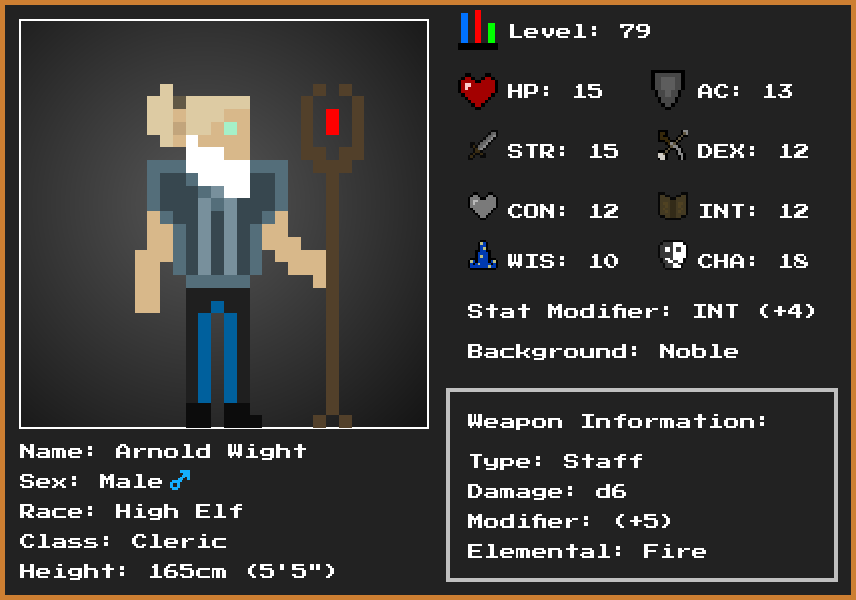 Level: 79
HP: 15 AC: 13
STR: 15 DEX: 12
CON: 12 INT: 12
WIS: 10 CHA: 18
Stat Modifier: INT (+4)
Background: Noble
Weapon Information:
Type: Staff
Damage: d6
Modifier: (+5)
Elemental: Fire
Name: Arnold Wight
Sex: Male♂
Race: High Elf
Class: Cleric
Height: 165cm (5'5")